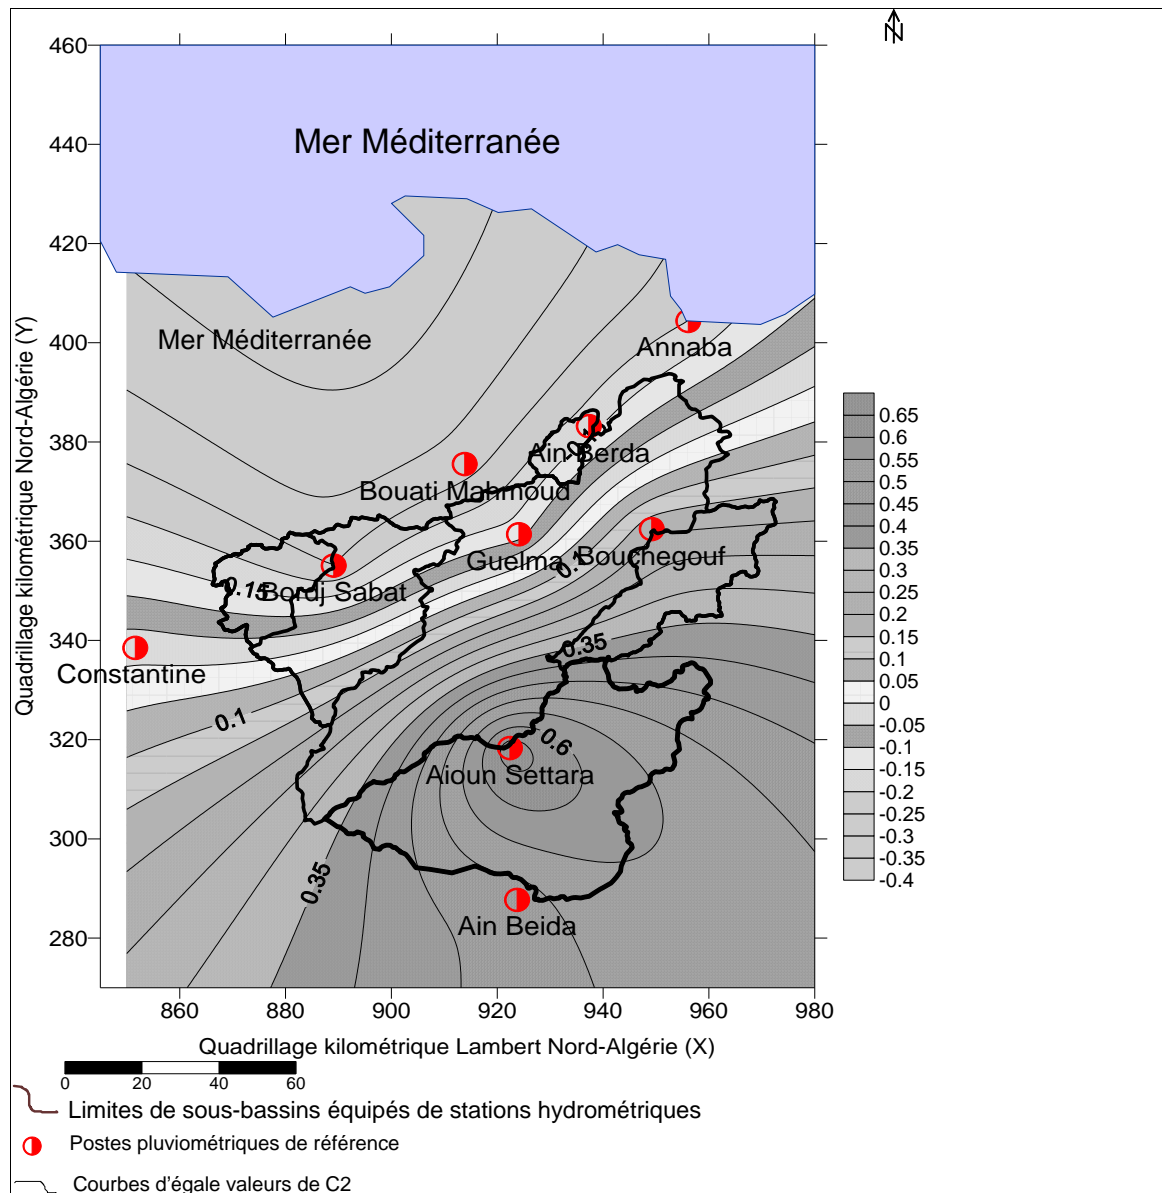 N
460
440
420
400
380
360
340
320
300
280
Quadrillage kilométrique Nord-Algérie (Y)
Mer Méditerranée
Mer Méditerranée
Annaba
Ain Berda
Bouati Mahmoud
Guelma
Bouchegouf
0.1
0.15
Bordj Sabat
Constantine
0.35
0.1
0.6
Aioun Settara
0.35
Ain Beida
0.65
0.6
0.55
0.5
0.45
0.4
0.35
0.3
0.25
0.2
0.15
0.1
0.05
0
-0.05
-0.1
-0.15
-0.2
-0.25
-0.3
-0.35
-0.4
860 880 900 920 940 960 980
Quadrillage kilométrique Lambert Nord-Algérie (X)
0 20 40 60
Limites de sous-bassins équipés de stations hydrométriques
Postes pluviométriques de référence
Courbes d'égale valeurs de C2